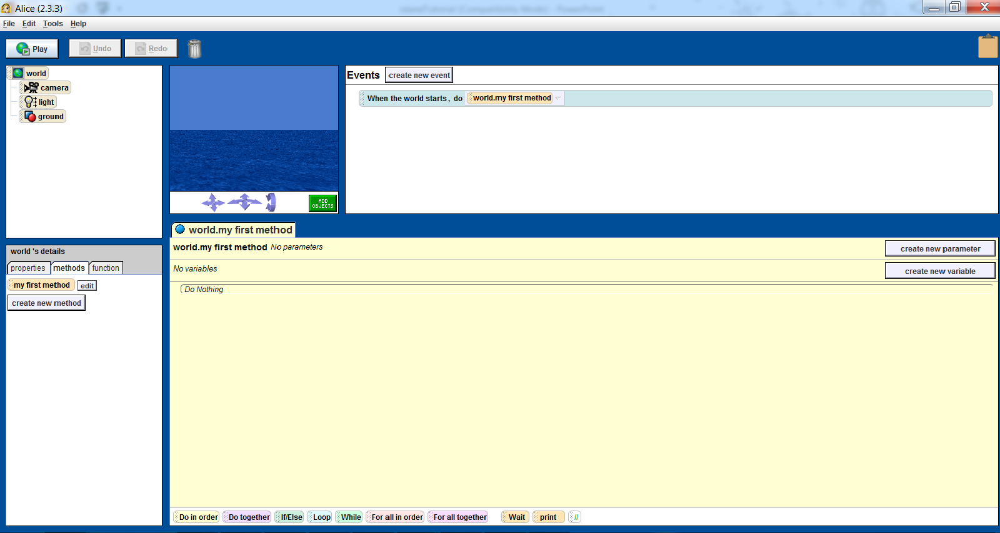 Alice (2.3.3)
File Edit Tools Help
Play Undo Redo
world
camera
light
ground
ADD
OBJECTS
Events create new event
When the world starts, do world.my first method
world 's details
properties methods function
my first method edit
create new method
world.my first method
world.my first method No parameters
create new parameter
No variables
create new variable
Do Nothing
Do in order Do together If/Else Loop While For all in order For all together Wait print //